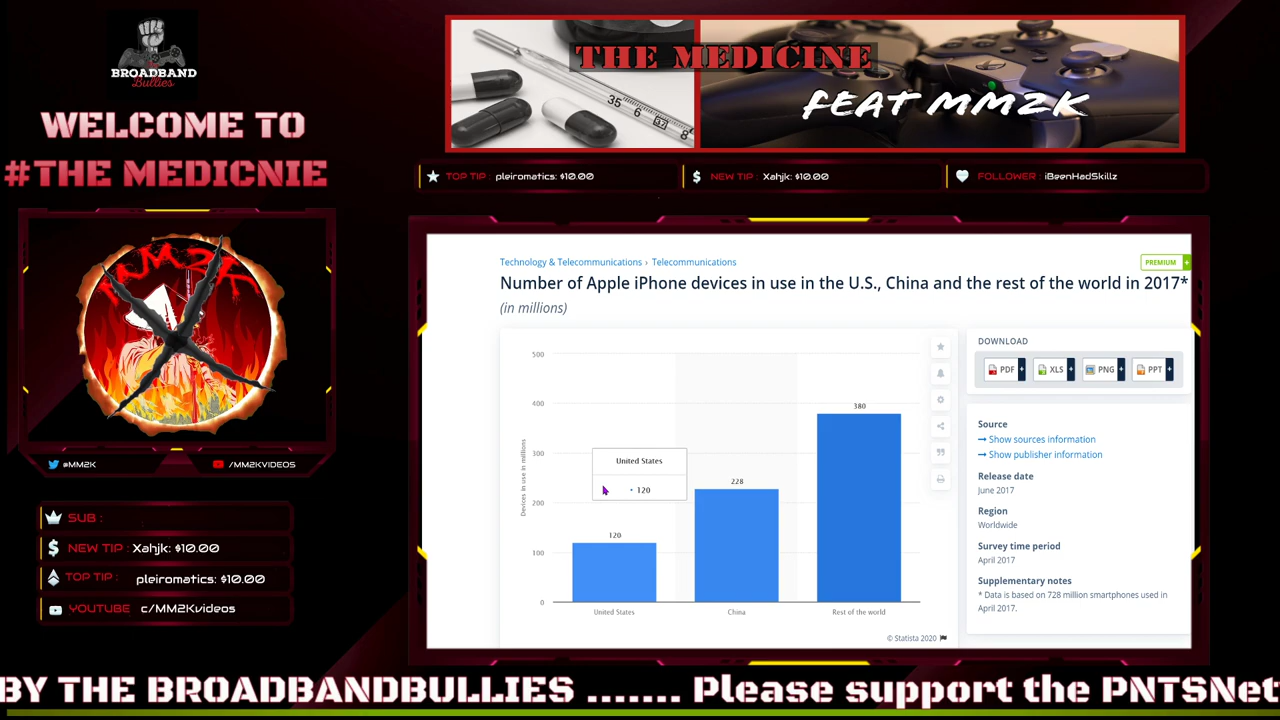 BROADBAND
Bullies
WELCOME TO
#THE MEDICNIE
THE MEDICINE
FEAT MM2K
35
6
37
8
TOP TIP : pleiromatics: $10.00
NEW TIP : Xahjk: $10.00
FOLLOWER : iBeenHadSkillz
MM2K
@MM2K
/MM2KVIDEOS
SUB :
NEW TIP : Xahjk: $10.00
TOP TIP : pleiromatics: $10.00
YOUTUBE c/MM2Kvideos
Technology & Telecommunications › Telecommunications
PREMIUM +
Number of Apple iPhone devices in use in the U.S., China and the rest of the world in 2017*
(in millions)
500
400
300
200
100
0
Devices in use in millions
United States
• 120
120
228
380
United States
China
Rest of the world
© Statista 2020
DOWNLOAD
PDF +
XLS +
PNG +
PPT +
Source
→ Show sources information
→ Show publisher information
Release date
June 2017
Region
Worldwide
Survey time period
April 2017
Supplementary notes
* Data is based on 728 million smartphones used in
April 2017.
BY THE BROADBANDBULLIES ....... Please support the PNTSNet